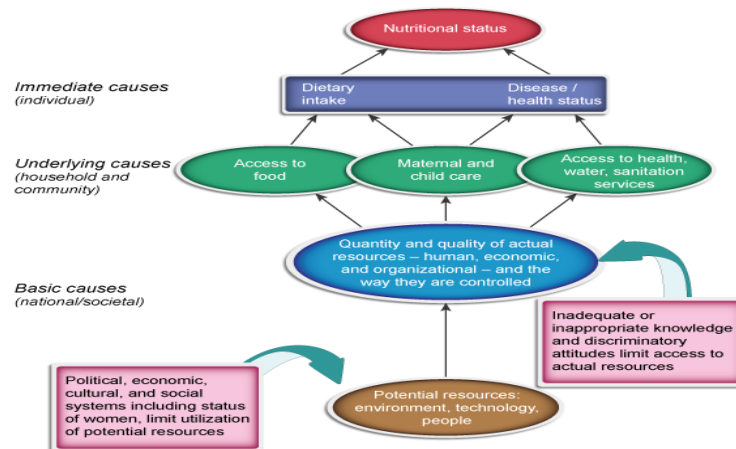 Nutritional status
Immediate causes
(individual)
Dietary
intake
Disease /
health status
Underlying causes
(household and
community)
Access to
food
Maternal and
child care
Access to health,
water, sanitation
services
Quantity and quality of actual
resources – human, economic,
and organizational – and the
way they are controlled
Basic causes
(national/societal)
Inadequate or
inappropriate knowledge
and discriminatory
attitudes limit access to
actual resources
Political, economic,
cultural, and social
systems including status
of women, limit utilization
of potential resources
Potential resources:
environment, technology,
people